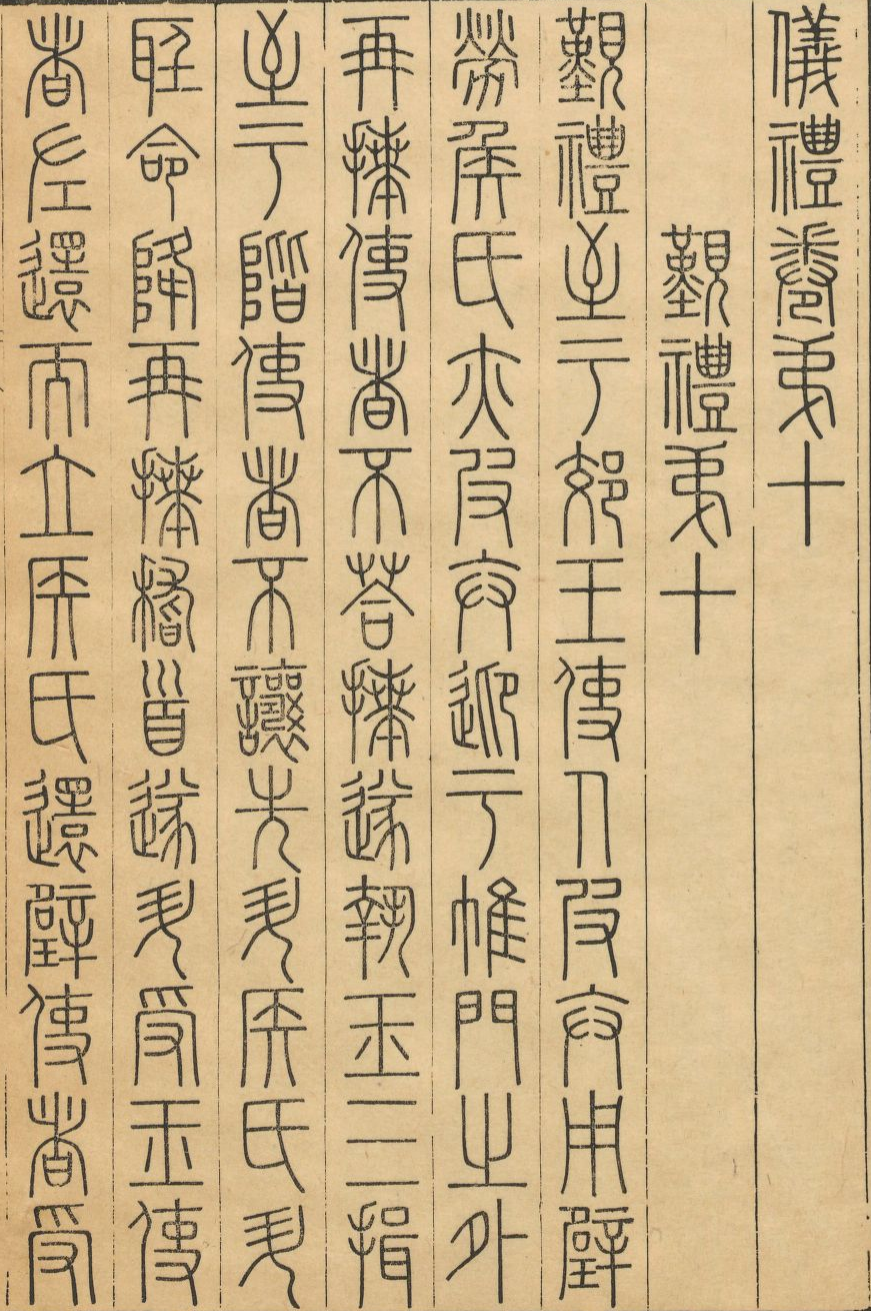 儀禮卷弟十
覲禮弟十
覲禮至于郊王使人皮弁用璧
勞侯氏亦皮弁迎于帷門之外
再拜使者不荅拜遂執玉三揖
至于階使者不讓先升侯氏升
聽命降再拜稽首遂升受玉使
者左還而立侯氏還璧使者受